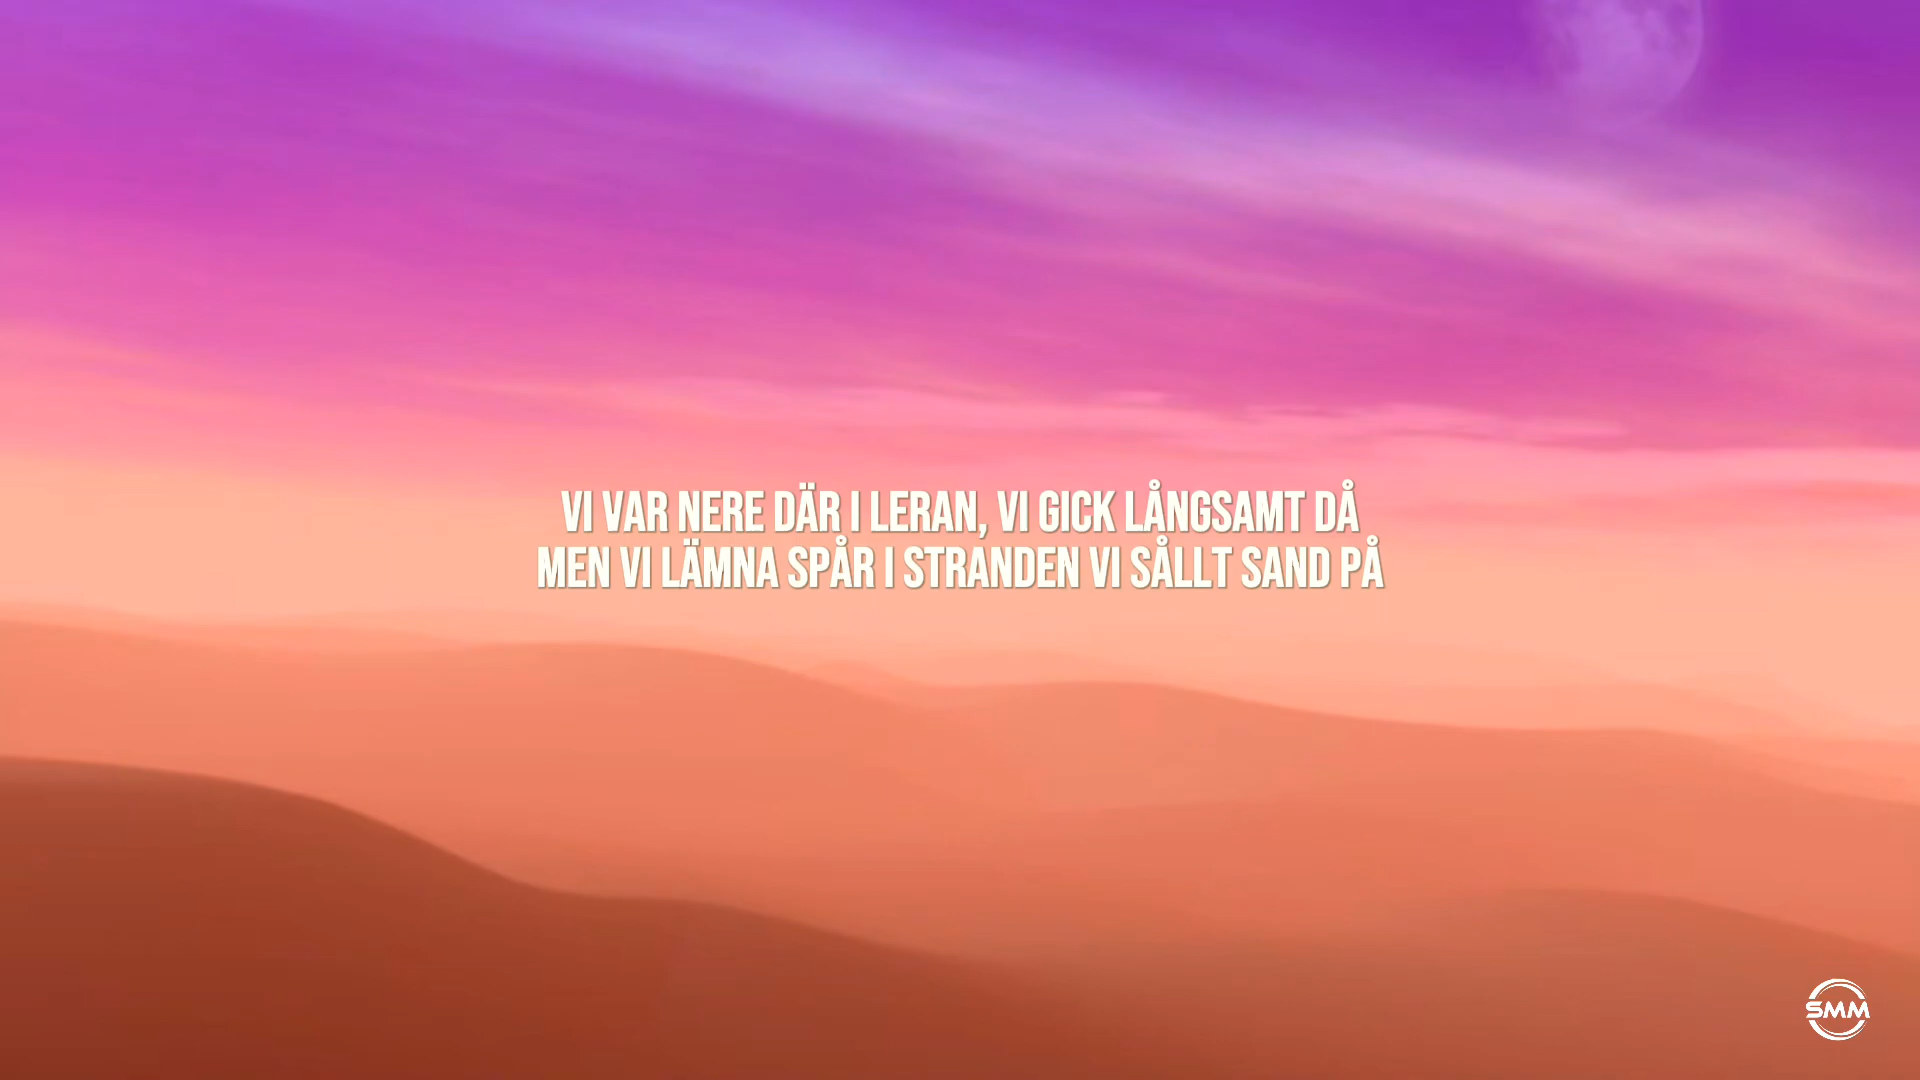 VI VAR NERE DÄR I LERAN, VI GICK LÅNGSAMT DÅ
MEN VI LÄMNA SPÅR I STRANDEN VI SÅLLT SAND PÅ
SMM